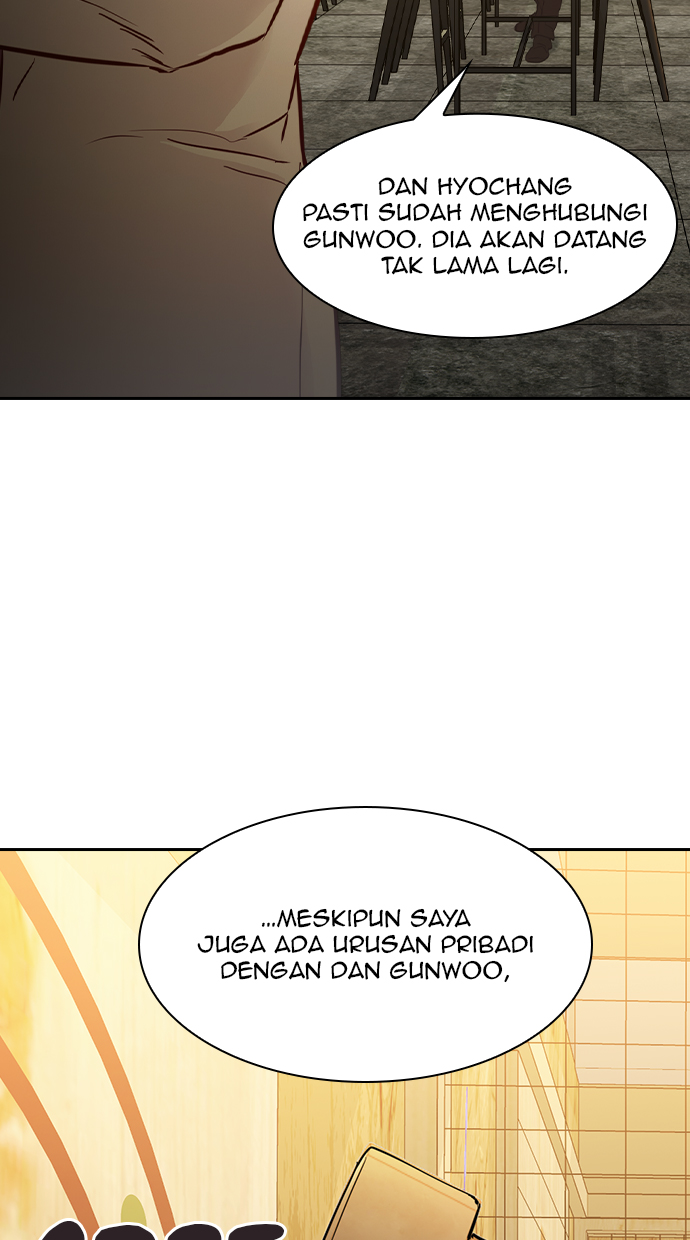 DAN HYOCHANG
PASTI SUDAH MENGHUBUNGI
GUNWOO. DIA AKAN DATANG
TAK LAMA LAGI.
...MESKIPUN SAYA
JUGA ADA URUSAN PRIBADI
DENGAN DAN GUNWOO,